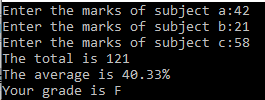 Enter the marks of subject a:42
Enter the marks of subject b:21
Enter the marks of subject c:58
The total is 121
The average is 40.33%
Your grade is F